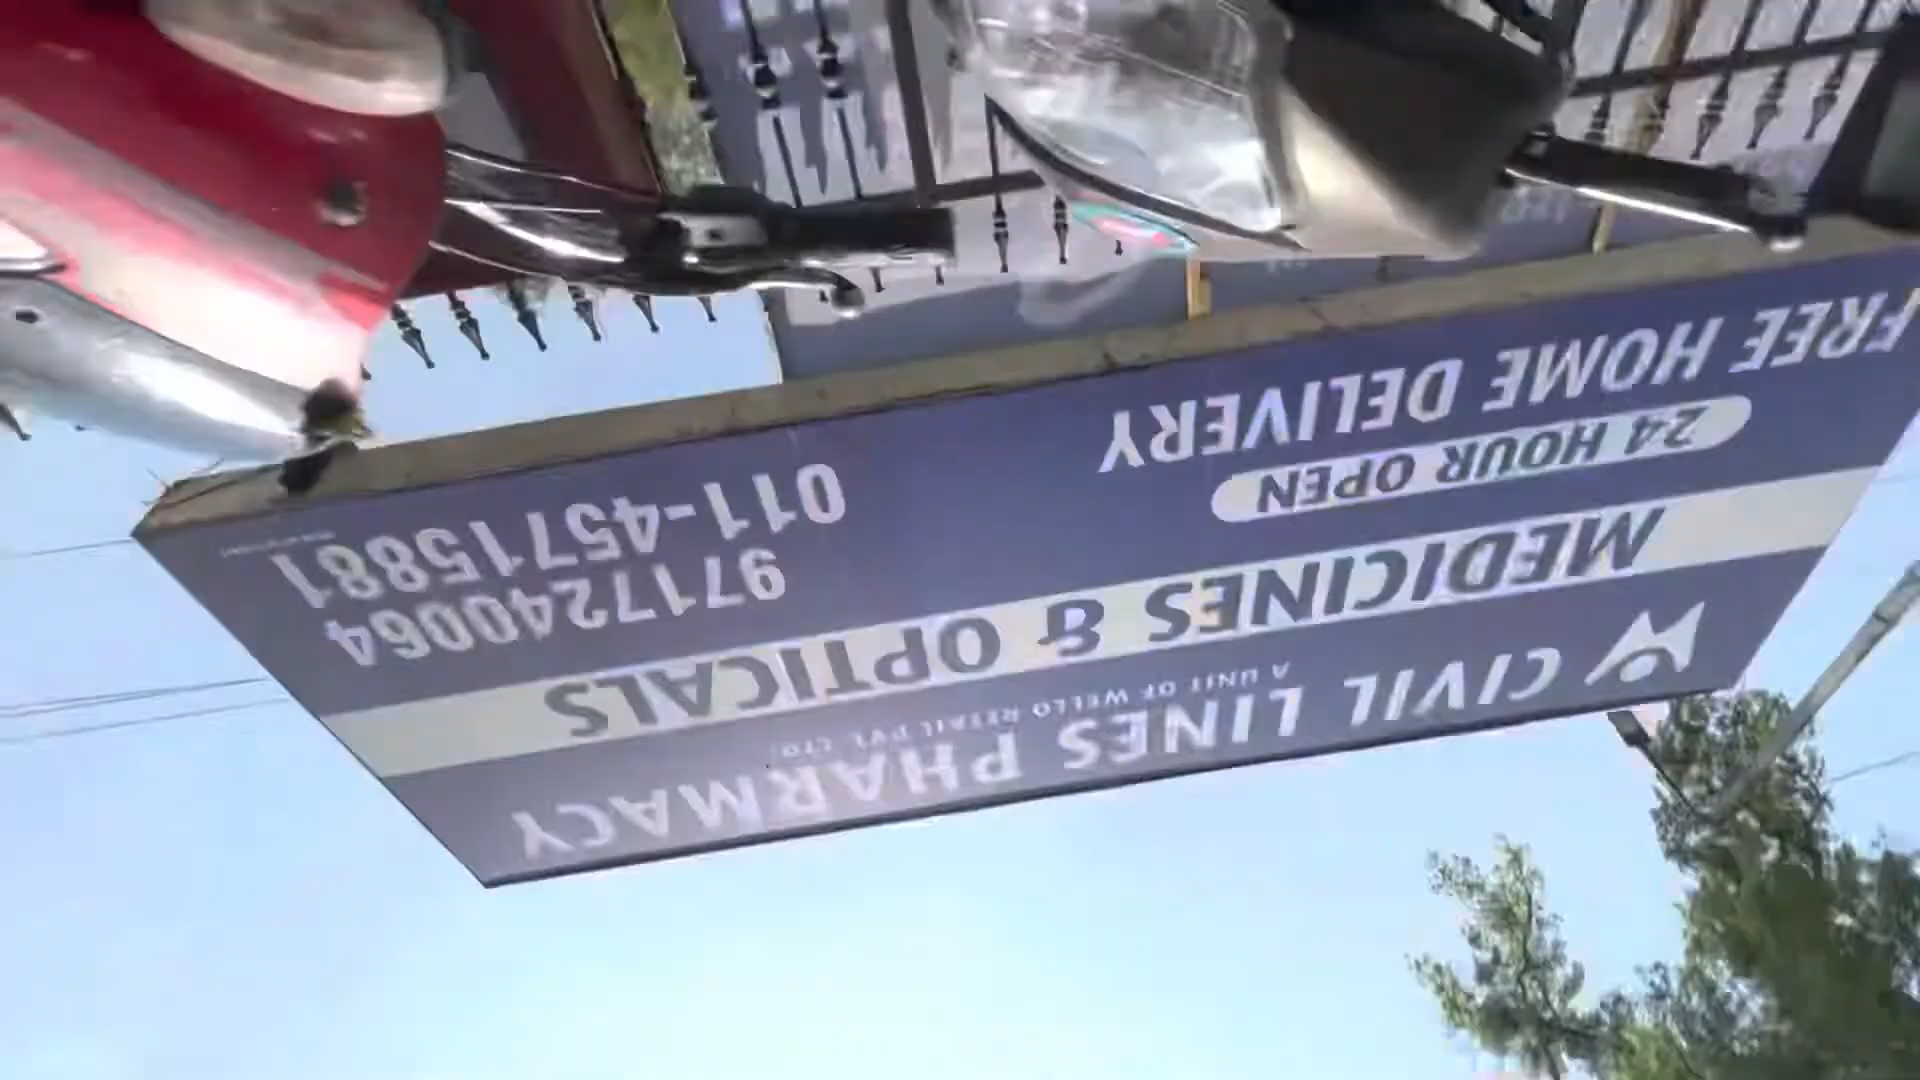 CIVIL LINES PHARMACY
A UNIT OF WELLO RETAIL PVT. LTD.
MEDICINES & OPTICALS
24 HOUR OPEN
FREE HOME DELIVERY
9717240064
011-45715881